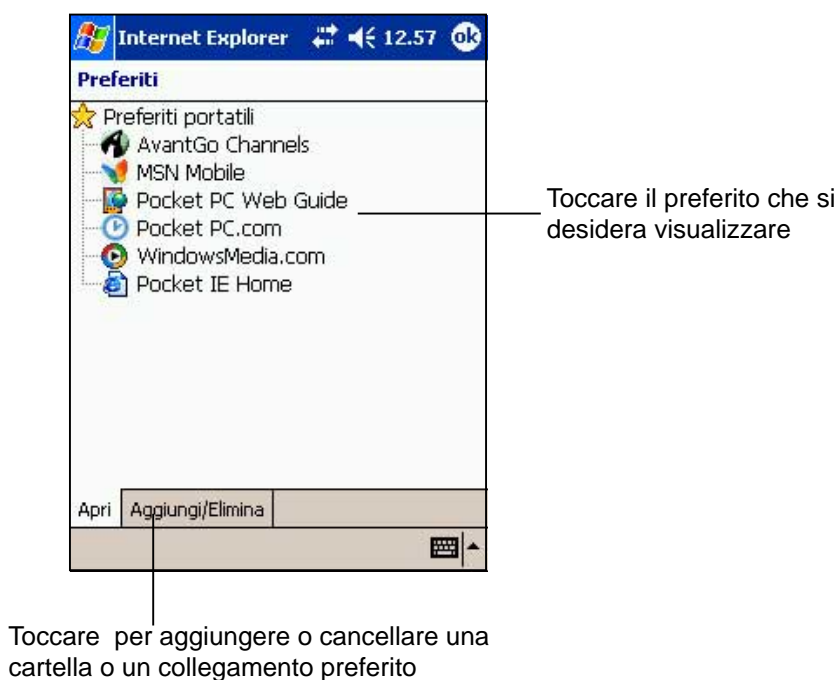 Internet Explorer 12.57 ok
Preferiti
Preferiti portatili
AvantGo Channels
MSN Mobile
Pocket PC Web Guide
Pocket PC.com
WindowsMedia.com
Pocket IE Home
Toccare il preferito che si
desidera visualizzare
Apri Aggiungi/Elimina
Toccare per aggiungere o cancellare una
cartella o un collegamento preferito